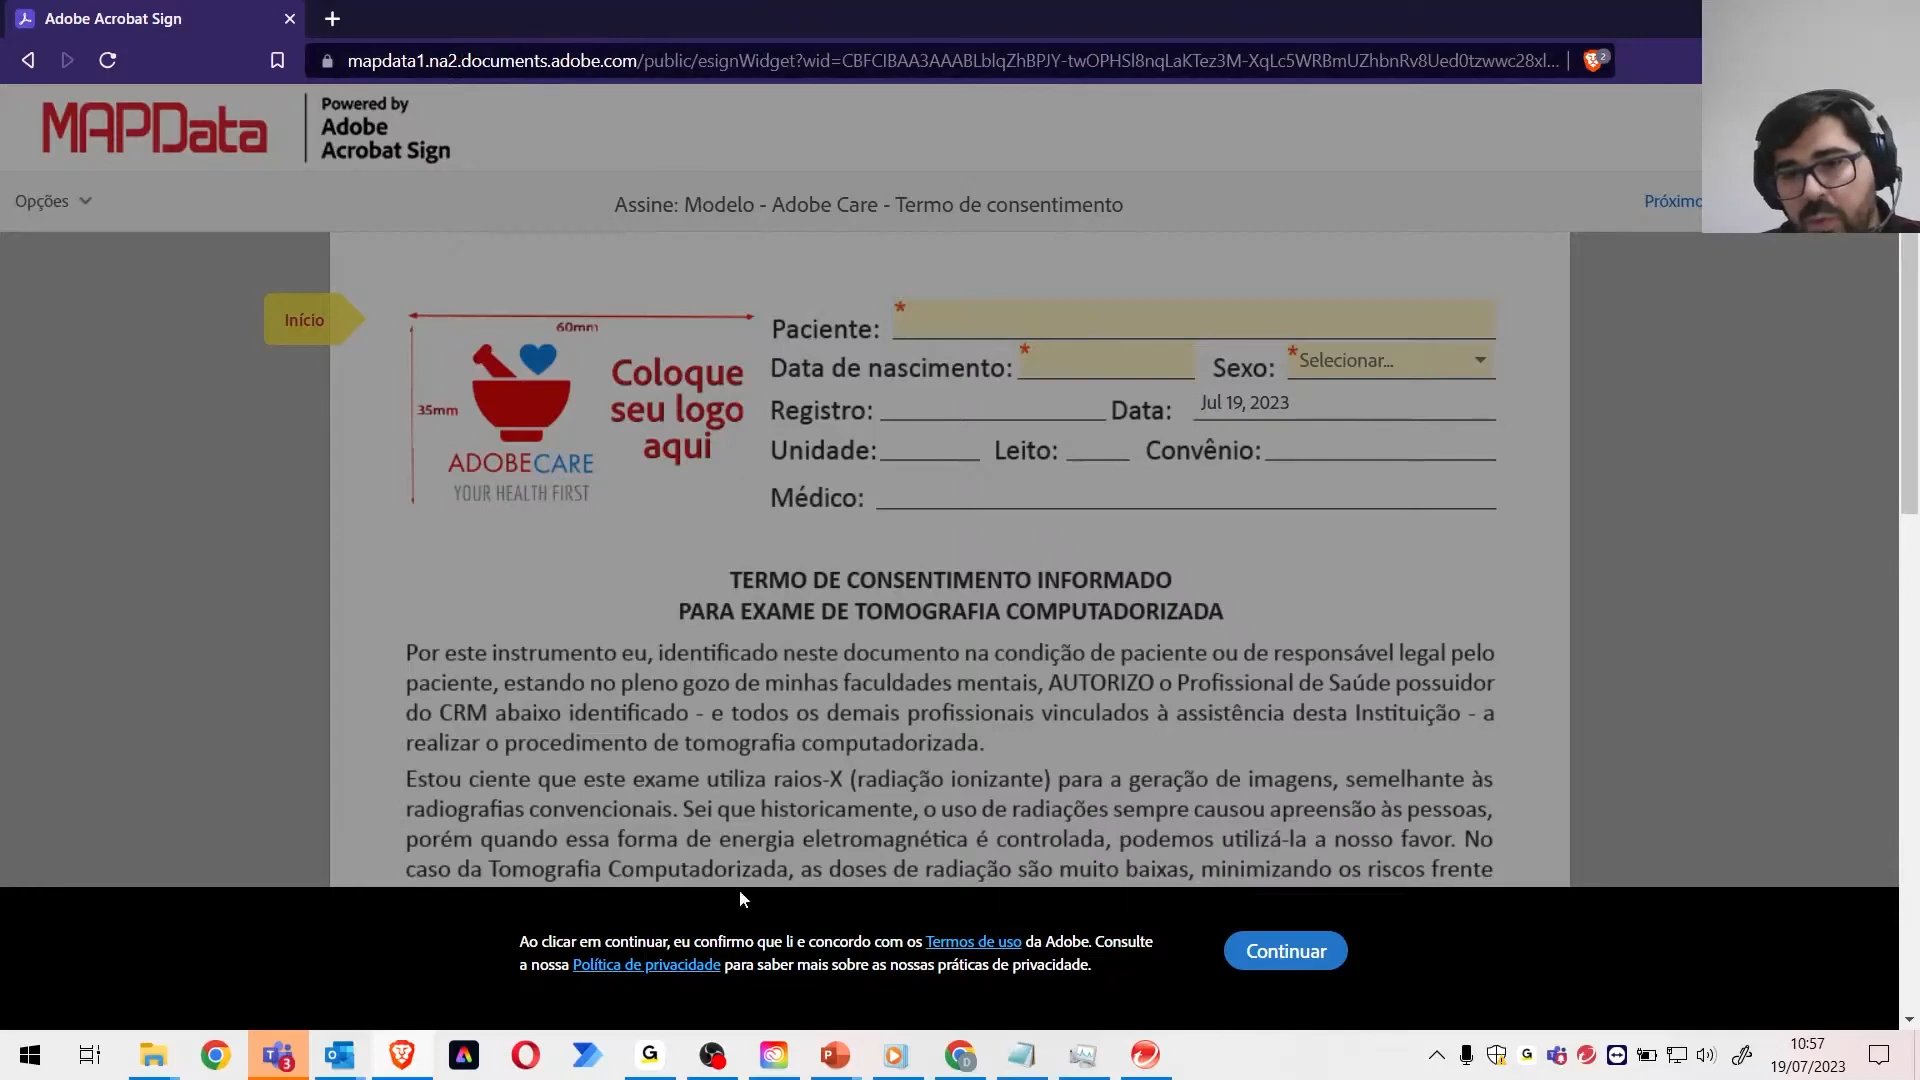 Adobe Acrobat Sign
mapdata1.na2.documents.adobe.com/public/esignWidget?wid=CBFCIBAA3AAABLblqZhBPJY-twOPHSl8nqLaKTez3M-XqLc5WRBmUZhbnRv8Ued0tzwwc28xl...
2
MAPData
Powered by
Adobe
Acrobat Sign
Opções
Assine: Modelo - Adobe Care - Termo de consentimento
Próximo
Início
60mm
35mm
Coloque
seu logo
aqui
ADOBECARE
YOUR HEALTH FIRST
Paciente: *
Data de nascimento: * Sexo: * Selecionar...
Registro: Data: Jul 19, 2023
Unidade: Leito: Convênio:
Médico:
TERMO DE CONSENTIMENTO INFORMADO
PARA EXAME DE TOMOGRAFIA COMPUTADORIZADA
Por este instrumento eu, identificado neste documento na condição de paciente ou de responsável legal pelo
paciente, estando no pleno gozo de minhas faculdades mentais, AUTORIZO o Profissional de Saúde possuidor
do CRM abaixo identificado - e todos os demais profissionais vinculados à assistência desta Instituição - a
realizar o procedimento de tomografia computadorizada.
Estou ciente que este exame utiliza raios-X (radiação ionizante) para a geração de imagens, semelhante às
radiografias convencionais. Sei que historicamente, o uso de radiações sempre causou apreensão às pessoas,
porém quando essa forma de energia eletromagnética é controlada, podemos utilizá-la a nosso favor. No
caso da Tomografia Computadorizada, as doses de radiação são muito baixas, minimizando os riscos frente
Ao clicar em continuar, eu confirmo que li e concordo com os Termos de uso da Adobe. Consulte
a nossa Política de privacidade para saber mais sobre as nossas práticas de privacidade.
Continuar
3
10:57
19/07/2023